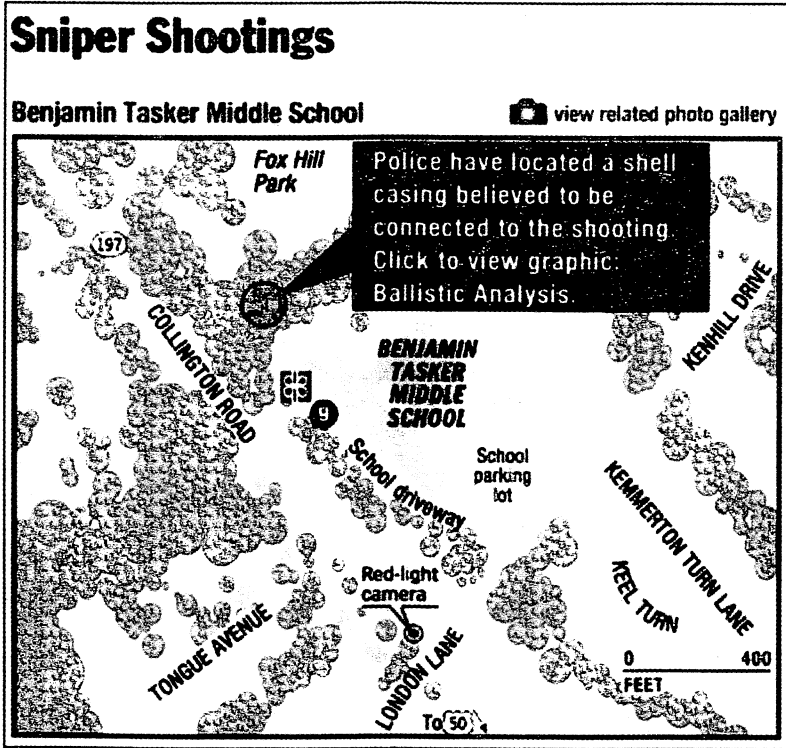 Sniper Shootings
Benjamin Tasker Middle School
view related photo gallery
Fox Hill
Park
Police have located a shell
casing believed to be
connected to the shooting.
Click to view graphic:
Ballistic Analysis.
197
COLLINGTON ROAD
KENHILL DRIVE
BENJAMIN
TASKER
MIDDLE
SCHOOL
9
School driveway
School
parking
lot
KEMMERTON TURN LANE
KEEL TURN
Red-light
camera
TONGUE AVENUE
LONDON LANE
0 400
FEET
To 50